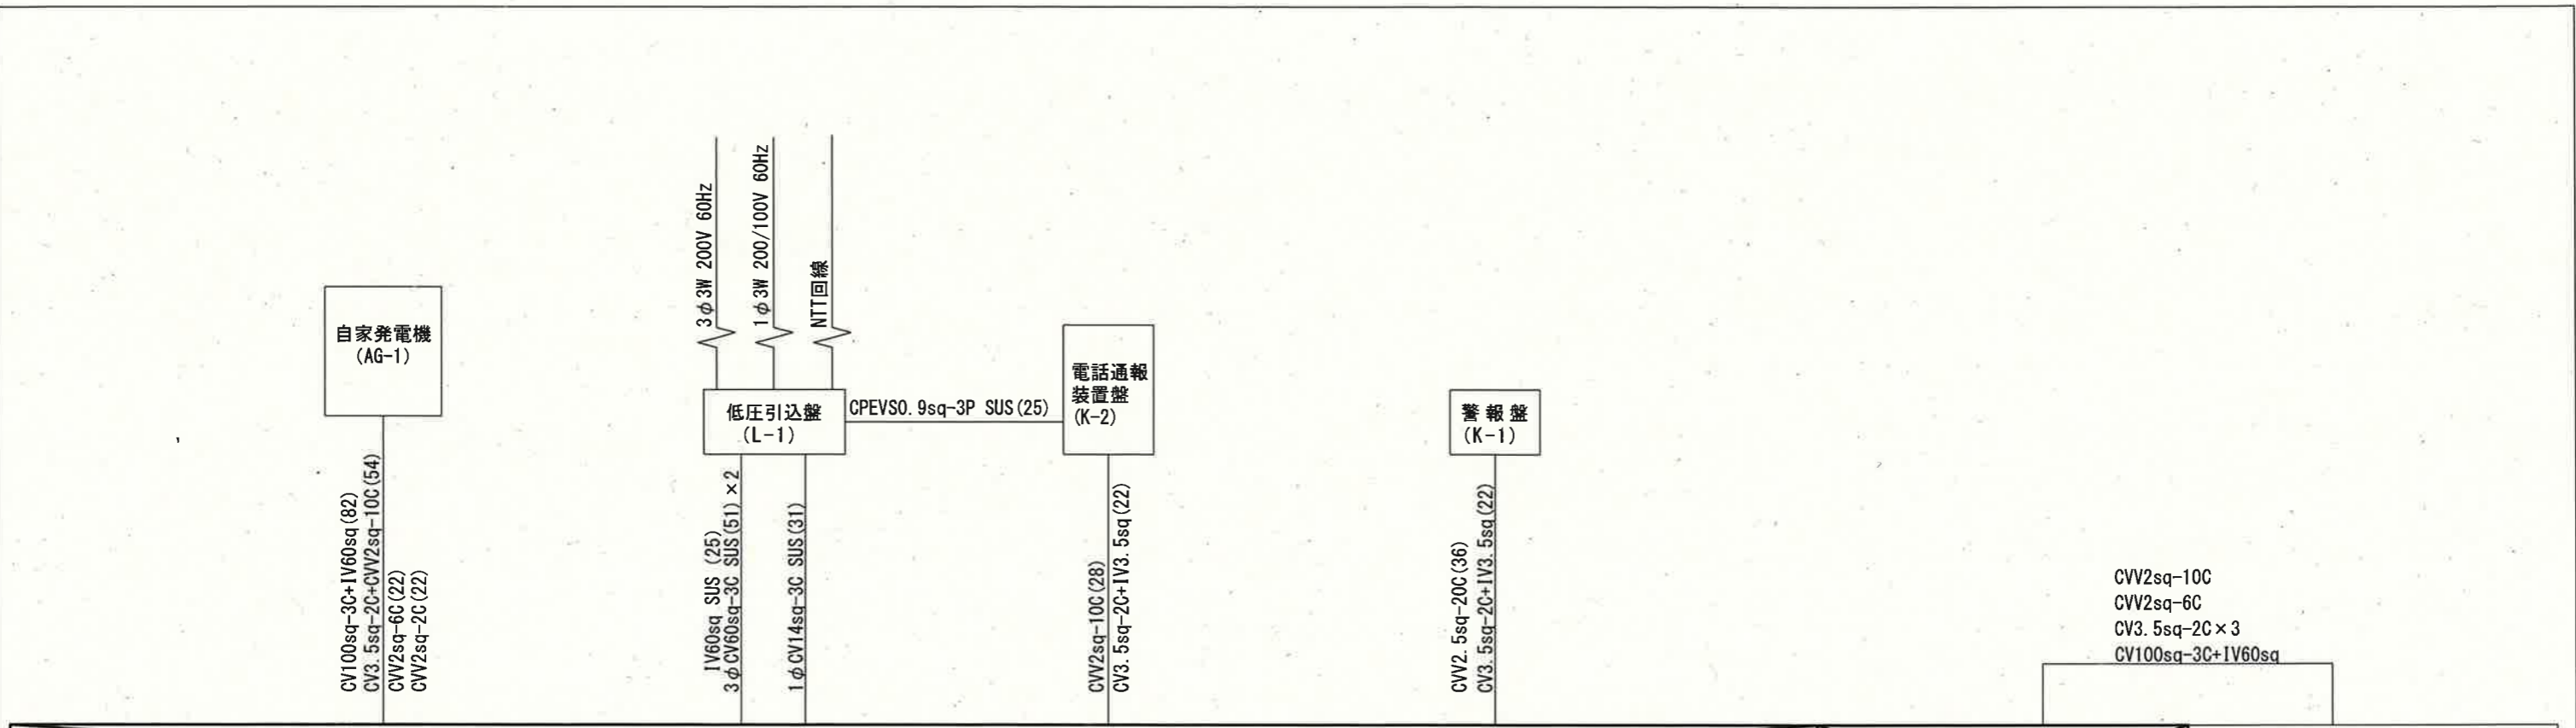 自家発電機
(AG-1)
CV100sq-3C+IV60sq(82)
CV3.5sq-2C+CVV2sq-10C(54)
CVV2sq-6C(22)
CVV2sq-2C(22)
3φ3W 200V 60Hz
1φ3W 200/100V 60Hz
NTT回線
低圧引込盤
(L-1)
CPEVS0.9sq-3P SUS(25)
IV60sq SUS (25)
3φCV60sq-3C SUS(51)×2
1φCV14sq-3C SUS(31)
電話通報
装置盤
(K-2)
CVV2sq-10C(28)
CV3.5sq-2C+IV3.5sq(22)
警報盤
(K-1)
CVV2.5sq-20C(36)
CV3.5sq-2C+IV3.5sq(22)
CVV2sq-10C
CVV2sq-6C
CV3.5sq-2C×3
CV100sq-3C+IV60sq